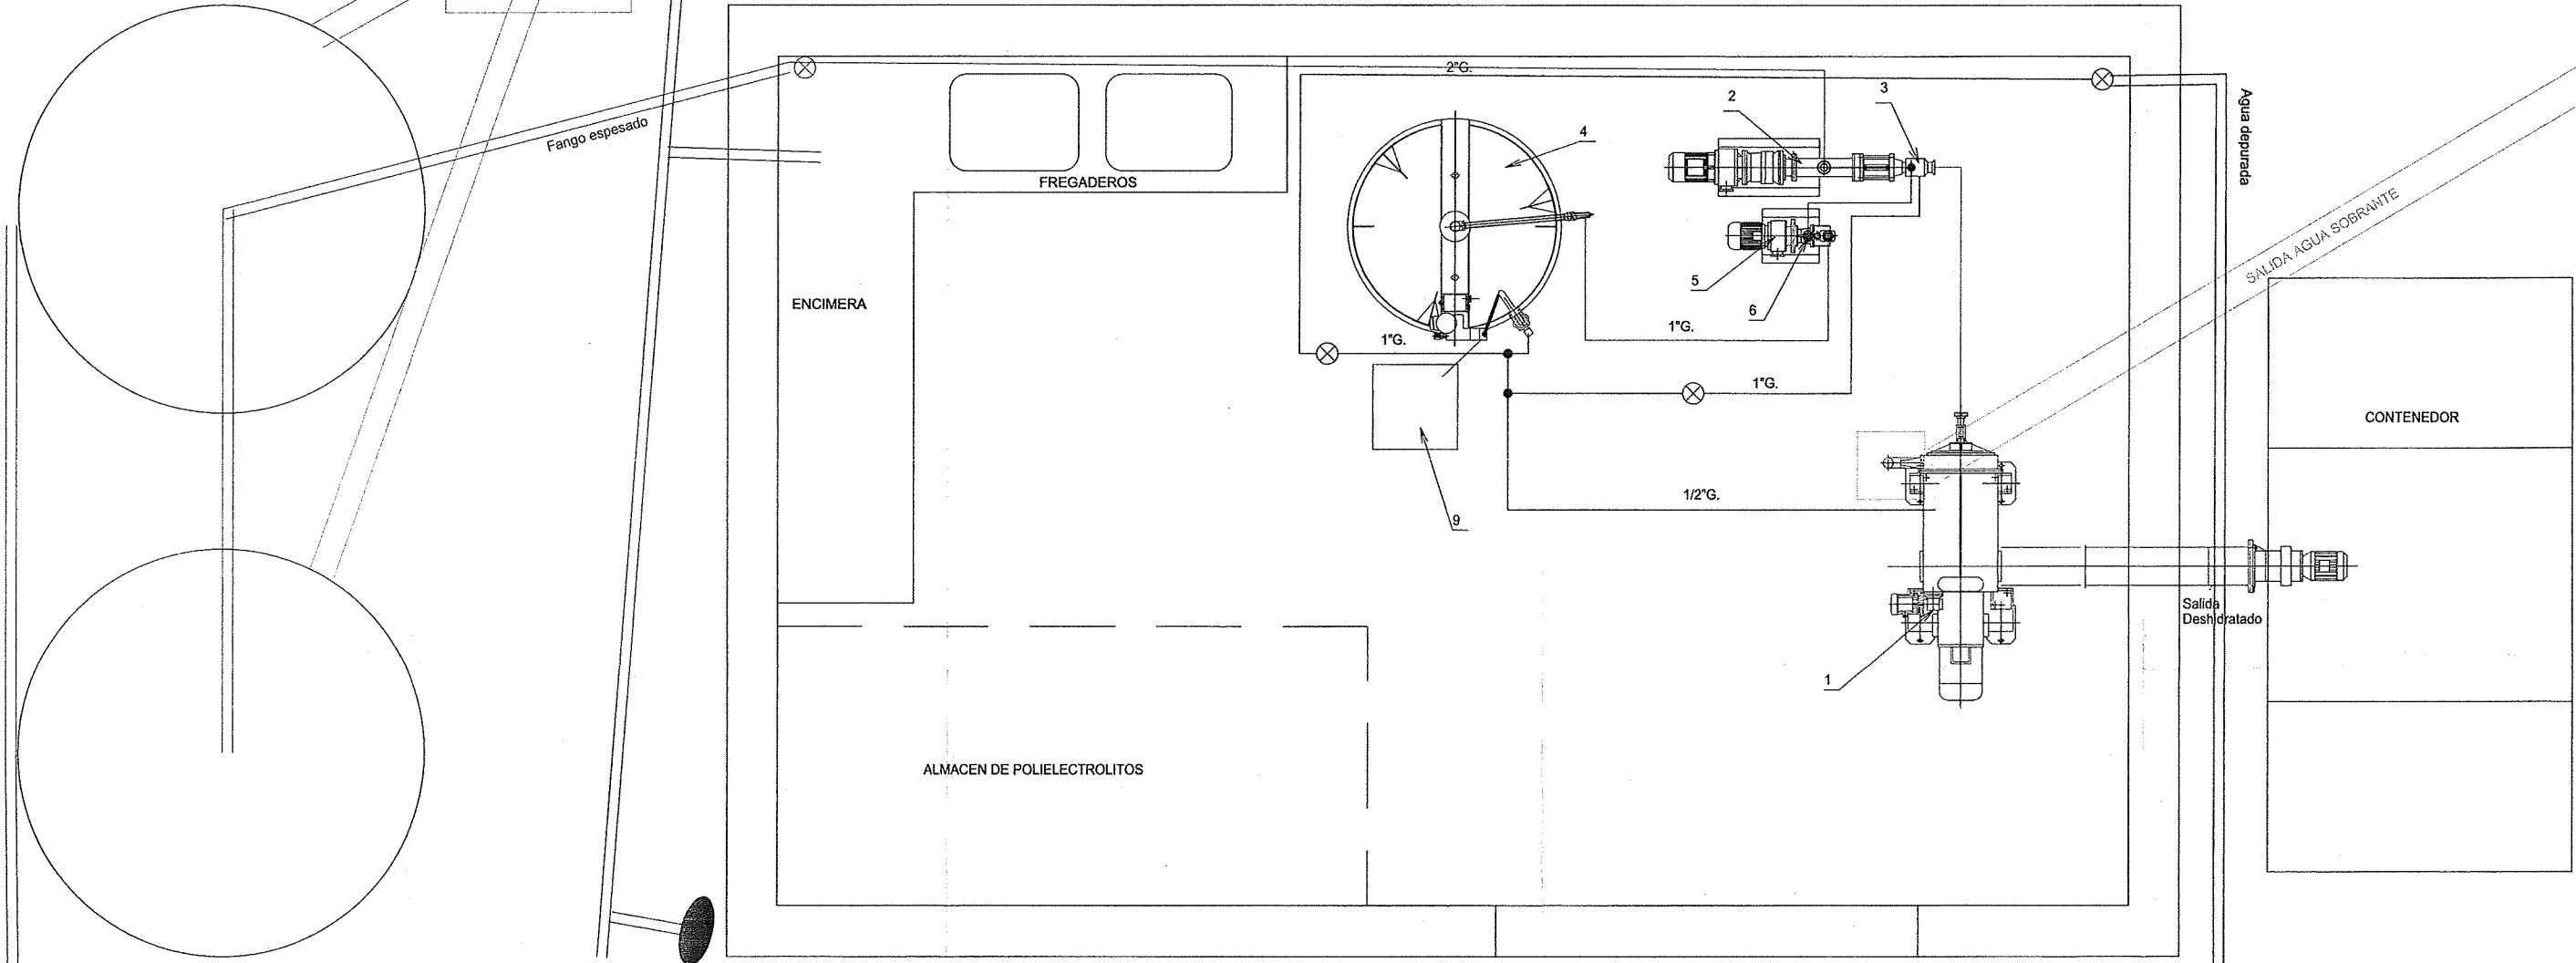 2"G.
3
2
Agua depurada
Fango espesado
4
FREGADEROS
SALIDA AGUA SOBRANTE
ENCIMERA
5
6
1"G.
1"G.
1"G.
CONTENEDOR
1/2"G.
9
Salida
Deshidratado
1
ALMACEN DE POLIELECTROLITOS